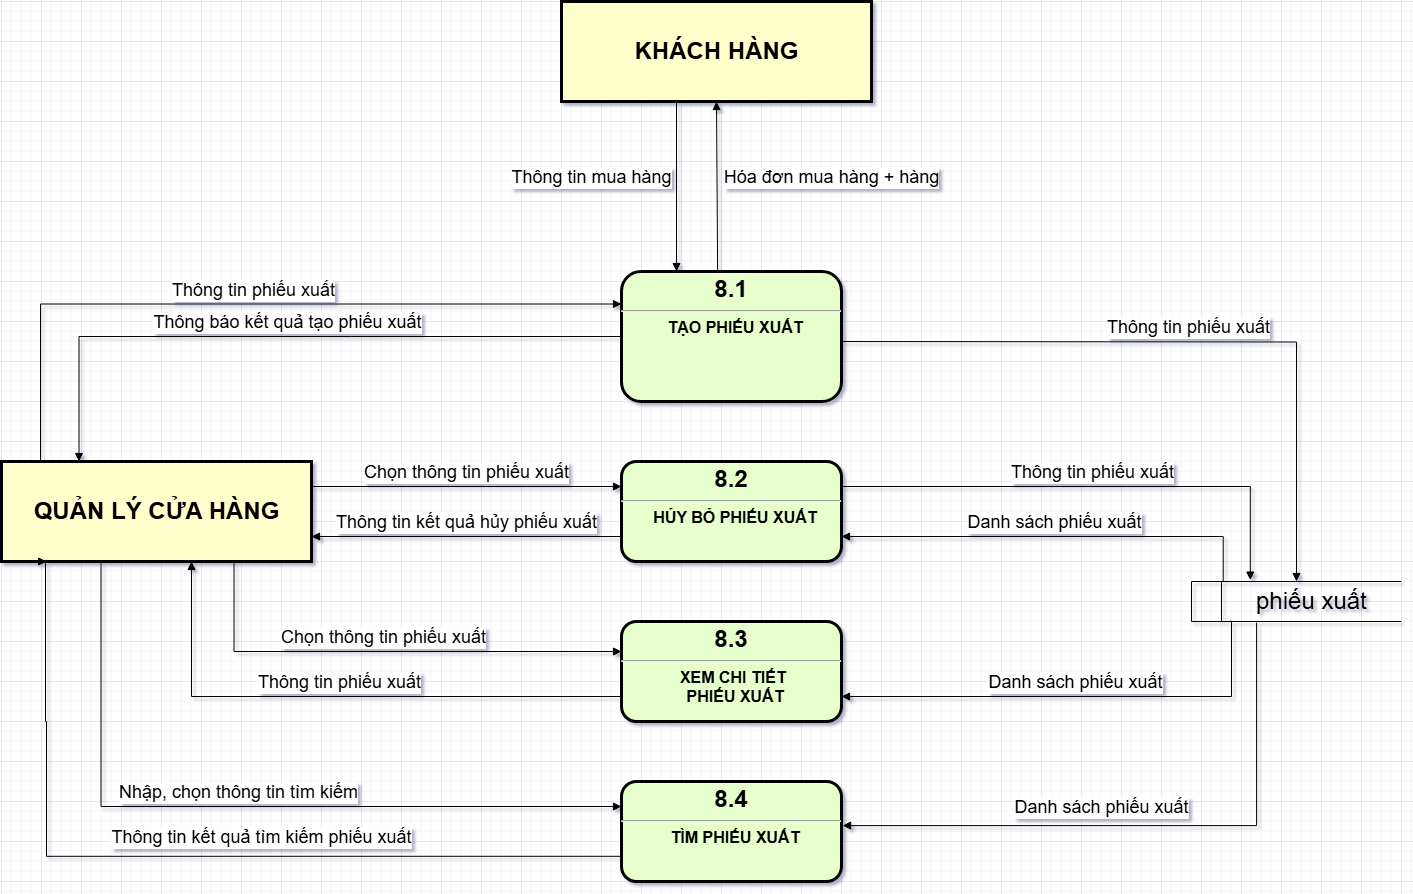 KHÁCH HÀNG
Thông tin mua hàng
Hóa đơn mua hàng + hàng
8.1
TẠO PHIẾU XUẤT
Thông tin phiếu xuất
Thông báo kết quả tạo phiếu xuất
Thông tin phiếu xuất
QUẢN LÝ CỬA HÀNG
Chọn thông tin phiếu xuất
Thông tin kết quả hủy phiếu xuất
8.2
HỦY BỎ PHIẾU XUẤT
Thông tin phiếu xuất
Danh sách phiếu xuất
phiếu xuất
Chọn thông tin phiếu xuất
Thông tin phiếu xuất
8.3
XEM CHI TIẾT
PHIẾU XUẤT
Danh sách phiếu xuất
Nhập, chọn thông tin tìm kiếm
Thông tin kết quả tìm kiếm phiếu xuất
8.4
TÌM PHIẾU XUẤT
Danh sách phiếu xuất